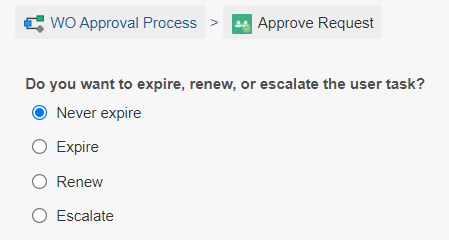 WO Approval Process > Approve Request
Do you want to expire, renew, or escalate the user task?
Never expire
Expire
Renew
Escalate